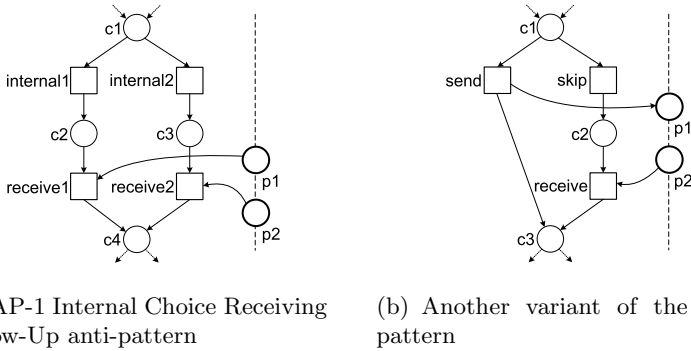 c1
internal1 internal2
c2 c3
p1
receive1 receive2
p2
c4
AP-1 Internal Choice Receiving
ow-Up anti-pattern
c1
send skip
p1
c2
p2
receive
c3
(b) Another variant of the
pattern